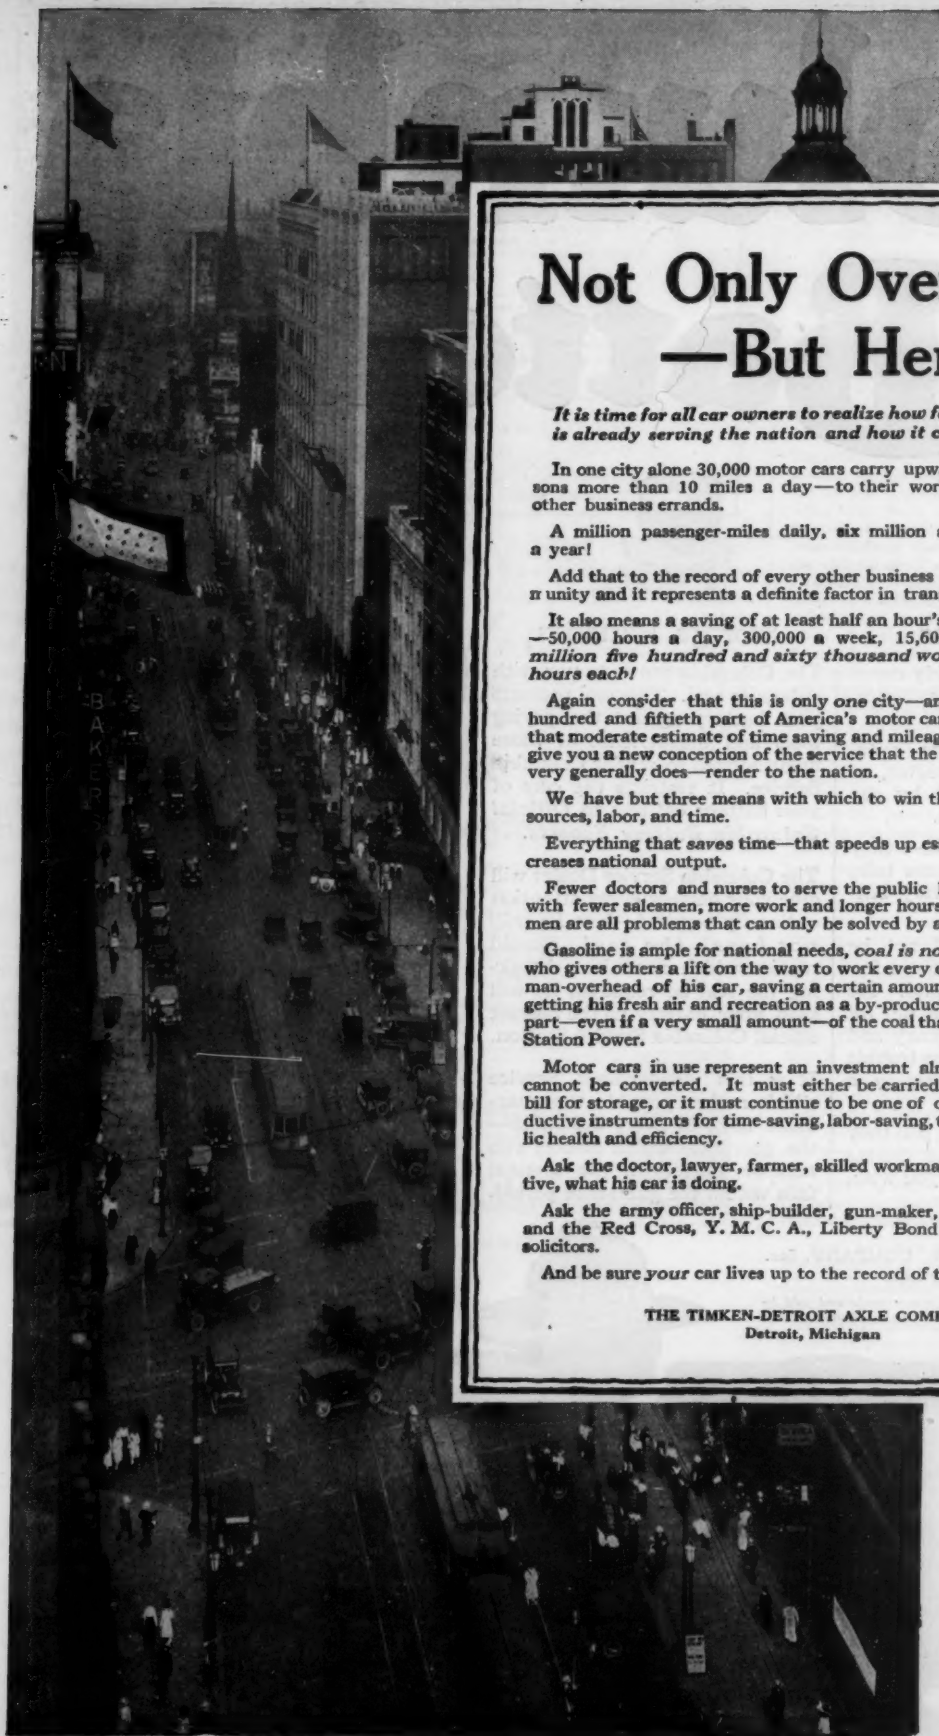 Not Only Ove
—But Her
It is time for all car owners to realize how f
is already serving the nation and how it c
In one city alone 30,000 motor cars carry upw
sons more than 10 miles a day—to their wor
other business errands.
A million passenger-miles daily, six million
a year!
Add that to the record of every other business
m unity and it represents a definite factor in tran
It also means a saving of at least half an hour's
—50,000 hours a day, 300,000 a week, 15,60
million five hundred and sixty thousand wo
hours each!
Again consider that this is only one city—an
hundred and fiftieth part of America's motor car
that moderate estimate of time saving and mileag
give you a new conception of the service that the
very generally does—render to the nation.
We have but three means with which to win th
sources, labor, and time.
Everything that saves time—that speeds up es
creases national output.
Fewer doctors and nurses to serve the public
with fewer salesmen, more work and longer hours
men are all problems that can only be solved by s
Gasoline is ample for national needs, coal is no
who gives others a lift on the way to work every d
man-overhead of his car, saving a certain amoun
getting his fresh air and recreation as a by-produc
part—even if a very small amount—of the coal tha
Station Power.
Motor cars in use represent an investment alr
cannot be converted. It must either be carried
bill for storage, or it must continue to be one of o
ductive instruments for time-saving, labor-saving, t
lic health and efficiency.
Ask the doctor, lawyer, farmer, skilled workma
tive, what his car is doing.
Ask the army officer, ship-builder, gun-maker,
and the Red Cross, Y. M. C. A., Liberty Bond
solicitors.
And be sure your car lives up to the record of t
THE TIMKEN-DETROIT AXLE COMP
Detroit, Michigan
BAKER